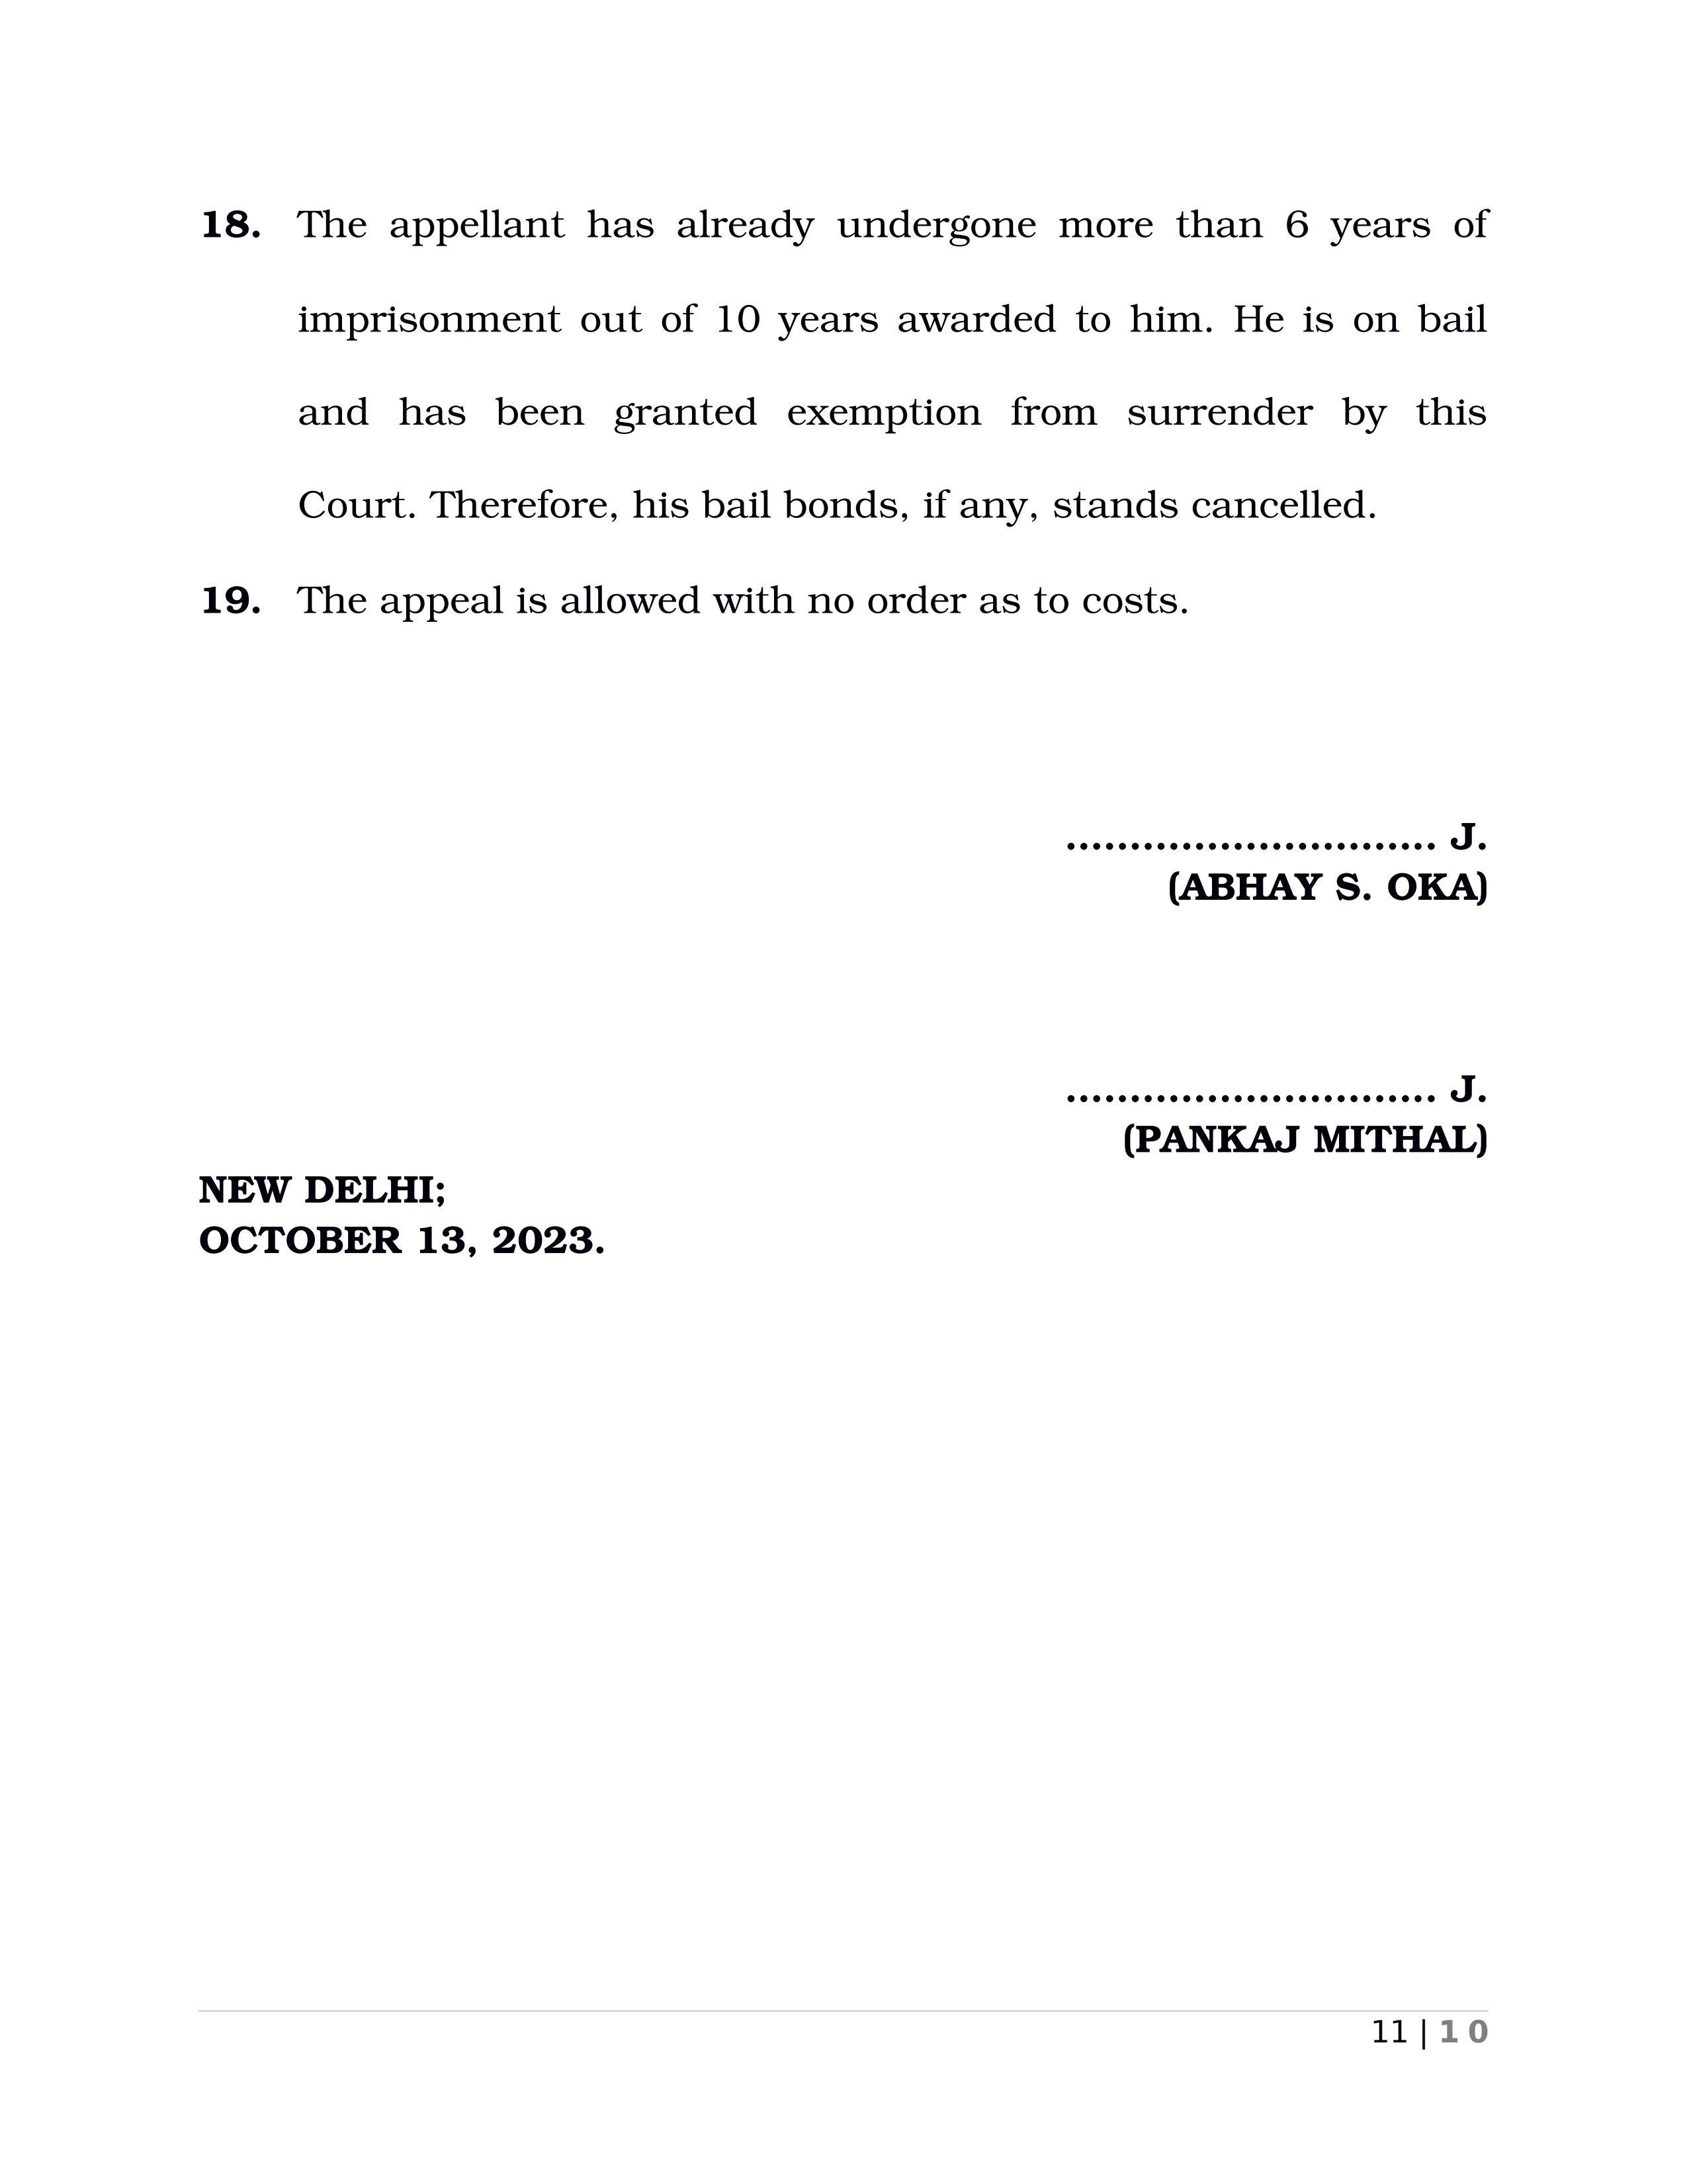 18. The appellant has already undergone more than 6 years of
imprisonment out of 10 years awarded to him. He is on bail
and has been granted exemption from surrender by this
Court. Therefore, his bail bonds, if any, stands cancelled.
19. The appeal is allowed with no order as to costs.
............................. J.
(ABHAY S. OKA)
............................. J.
(PANKAJ MITHAL)
NEW DELHI;
OCTOBER 13, 2023.
11 | 1 0